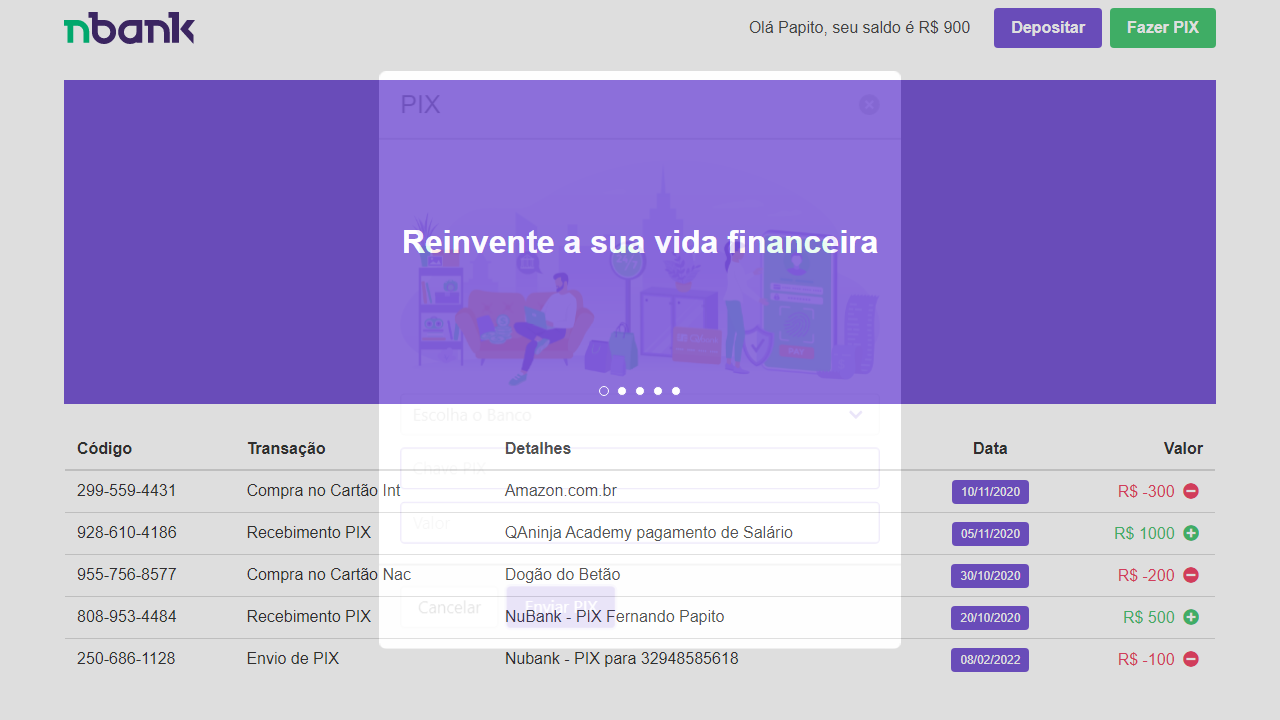 nbank
Olá Papito, seu saldo é R$ 900
Depositar
Fazer PIX
PIX
Reinvente a sua vida financeira
Escolha o Banco
Chave PIX
Valor
Código Transação Detalhes Data Valor
299-559-4431 Compra no Cartão Int Amazon.com.br 10/11/2020 R$ -300
928-610-4186 Recebimento PIX QAninja Academy pagamento de Salário 05/11/2020 R$ 1000
955-756-8577 Compra no Cartão Nac Dogão do Betão 30/10/2020 R$ -200
808-953-4484 Recebimento PIX NuBank - PIX Fernando Papito 20/10/2020 R$ 500
250-686-1128 Envio de PIX Nubank - PIX para 32948585618 08/02/2022 R$ -100
Cancelar
Enviar PIX